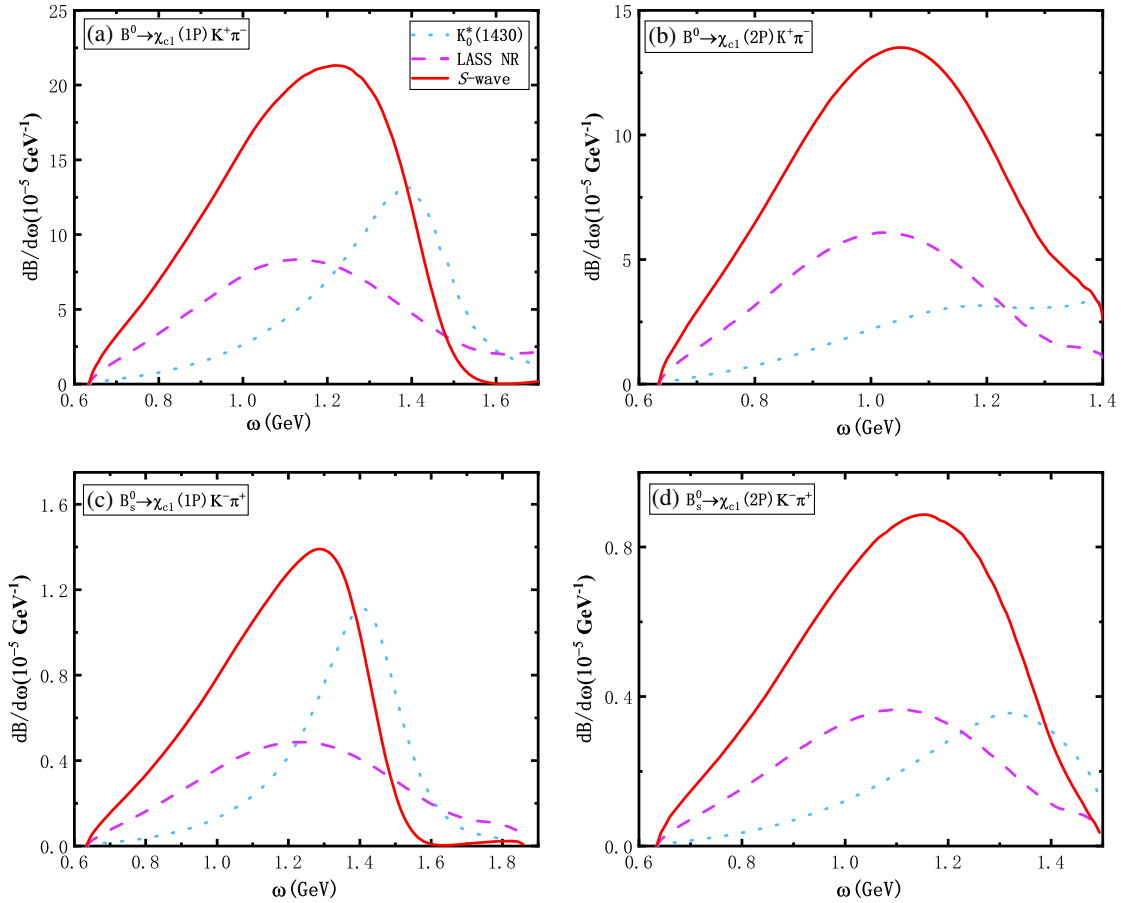 (a) B⁰→χc1(1P)K⁺π⁻
K*0(1430)
LASS NR
S-wave
dB/dω(10⁻⁵ GeV⁻¹)
25
20
15
10
5
0
0.6 0.8 1.0 1.2 1.4 1.6
ω(GeV)
(b) B⁰→χc1(2P)K⁺π⁻
dB/dω(10⁻⁵ GeV⁻¹)
15
10
5
0
0.6 0.8 1.0 1.2 1.4
ω(GeV)
(c) B⁰s→χc1(1P)K⁻π⁺
dB/dω(10⁻⁵ GeV⁻¹)
1.6
1.2
0.8
0.4
0.0
0.6 0.8 1.0 1.2 1.4 1.6 1.8
ω(GeV)
(d) B⁰s→χc1(2P)K⁻π⁺
dB/dω(10⁻⁵ GeV⁻¹)
0.8
0.4
0.0
0.6 0.8 1.0 1.2 1.4
ω(GeV)